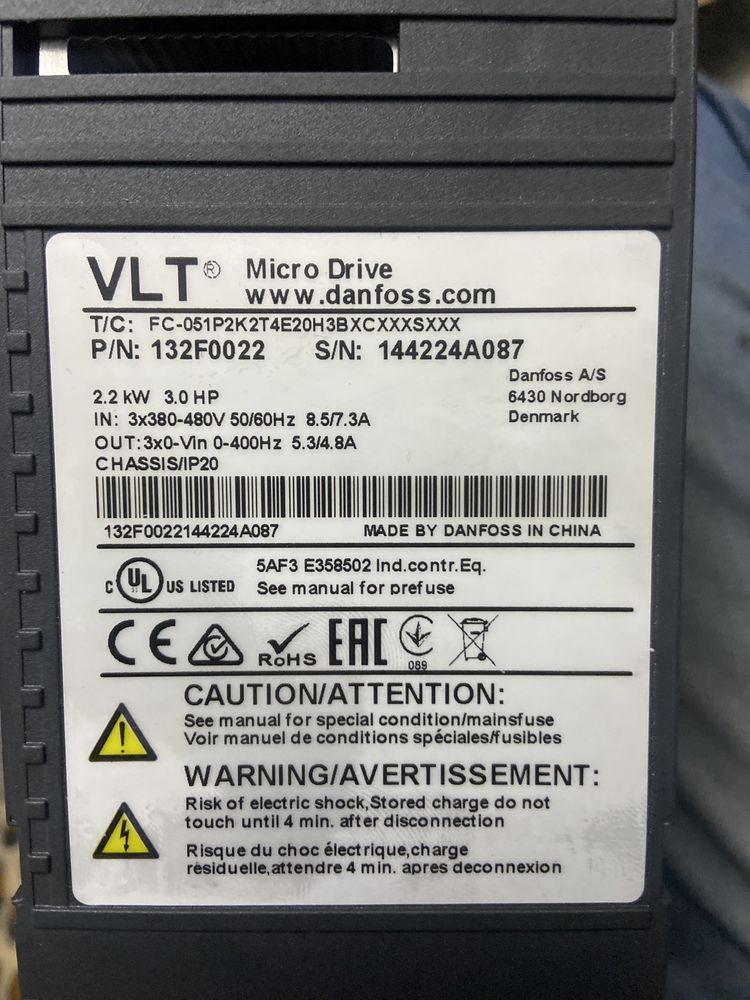 VLT® Micro Drive
www.danfoss.com
T/C: FC-051P2K2T4E20H3BXCXXXSXXX
P/N: 132F0022 S/N: 144224A087
Danfoss A/S
6430 Nordborg
Denmark
2.2 kW 3.0 HP
IN: 3x380-480V 50/60Hz 8.5/7.3A
OUT:3x0-Vin 0-400Hz 5.3/4.8A
CHASSIS/IP20
132F0022144224A087 MADE BY DANFOSS IN CHINA
C UL US LISTED
5AF3 E358502 Ind.contr.Eq.
See manual for prefuse
CE RoHS EAC 089
CAUTION/ATTENTION:
See manual for special condition/mainsfuse
Voir manuel de conditions spéciales/fusibles
WARNING/AVERTISSEMENT:
Risk of electric shock,Stored charge do not
touch until 4 min. after disconnection
Risque du choc électrique,charge
rèsiduelle,attendre 4 min. apres deconnexion